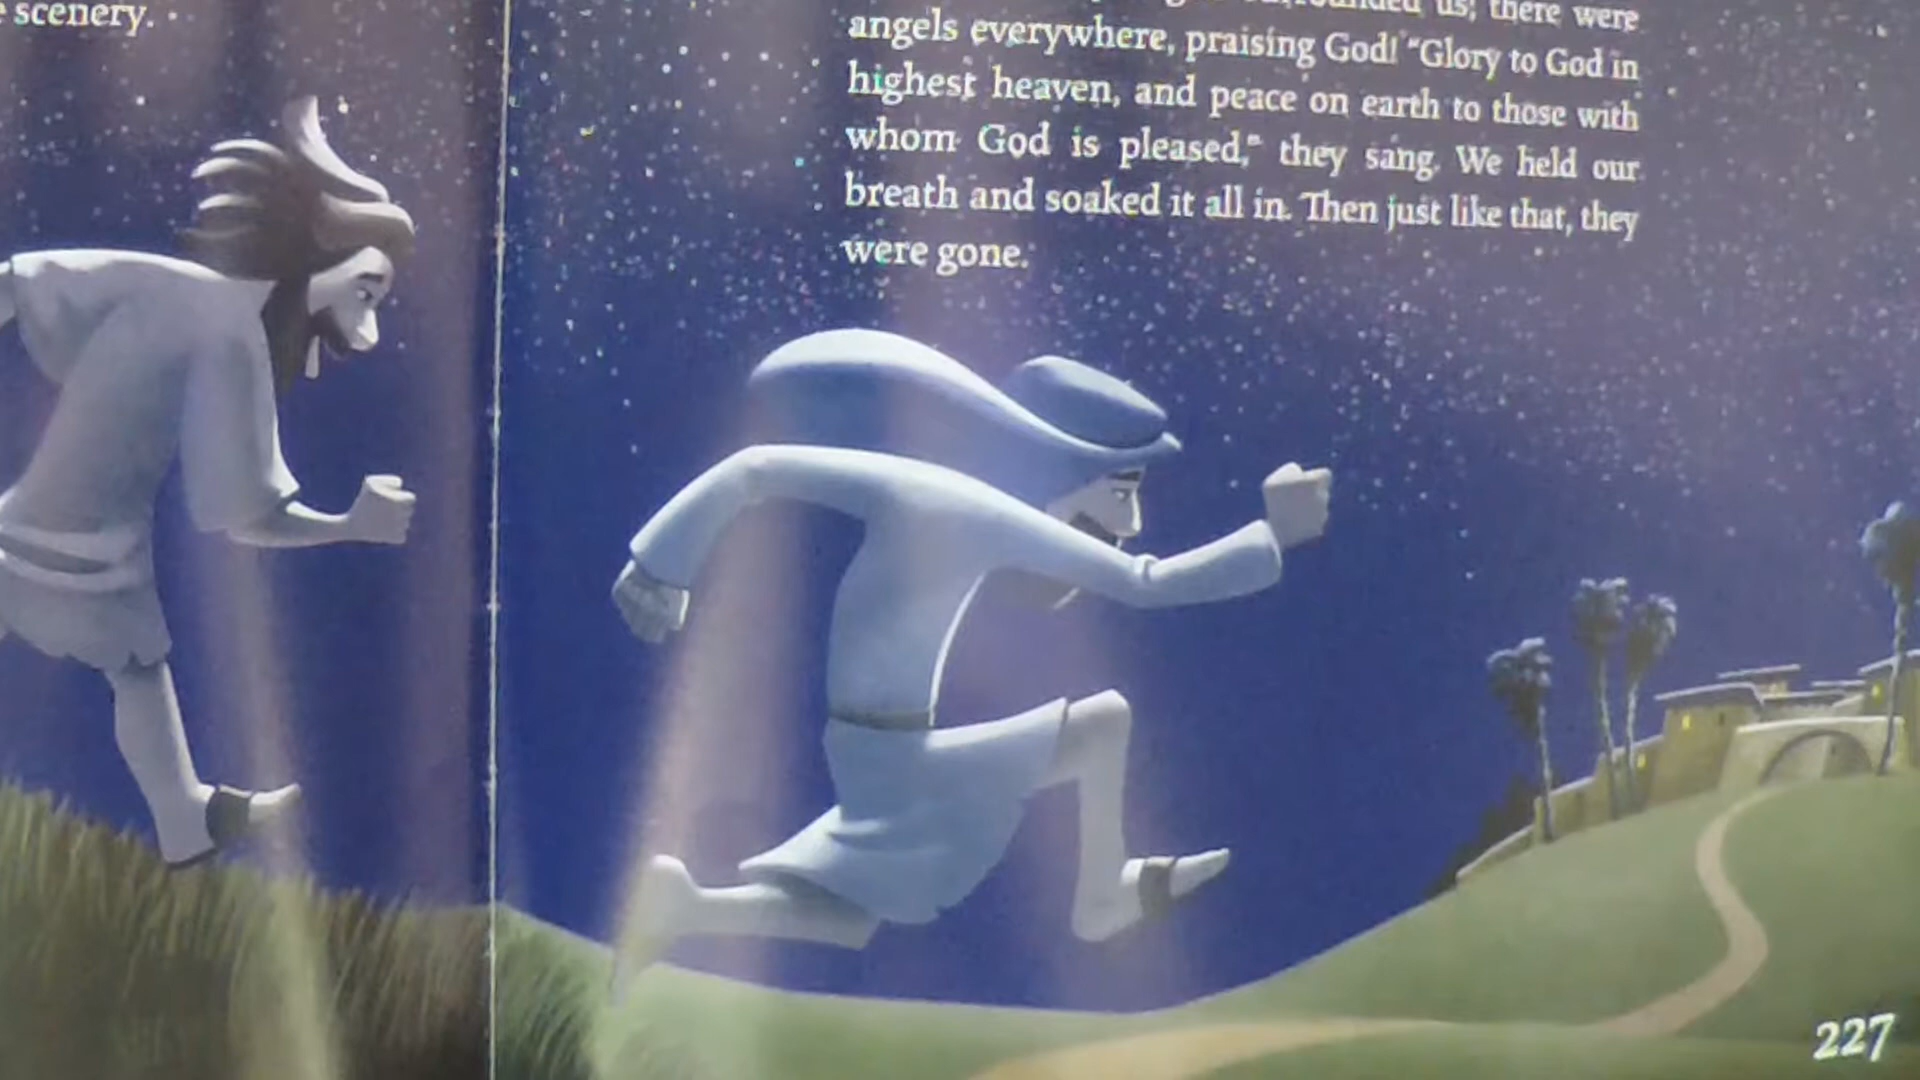 scenery.
us; there were
angels everywhere, praising God! "Glory to God in
highest heaven, and peace on earth to those with
whom God is pleased," they sang. We held our
breath and soaked it all in. Then just like that, they
were gone.
227